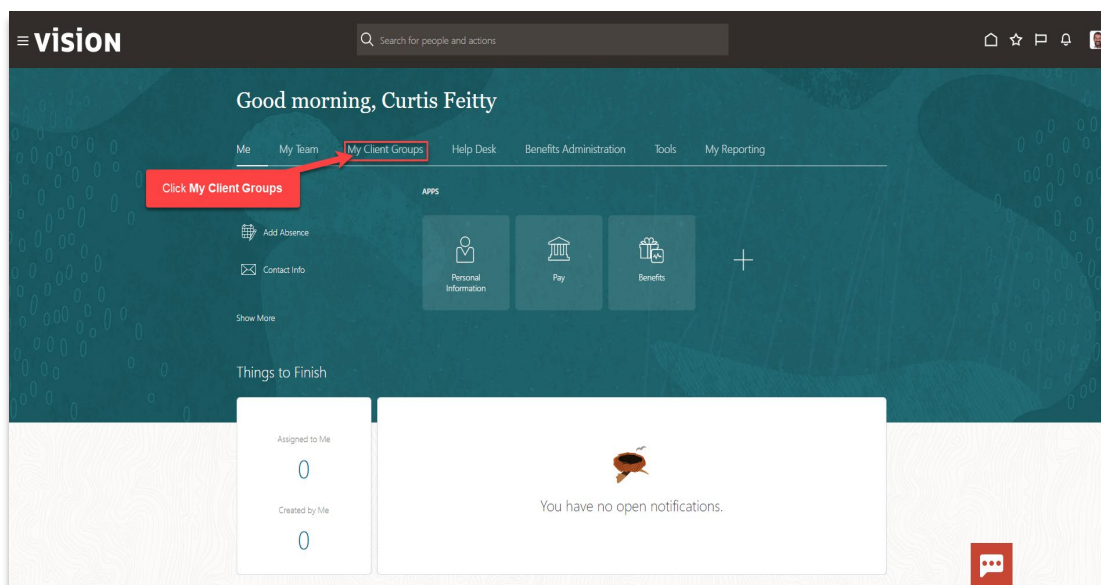 vision
Search for people and actions
Good morning, Curtis Feitty
Me My Team My Client Groups Help Desk Benefits Administration Tools My Reporting
Click My Client Groups
APPS
Add Absence
Contact Info
Show More
Personal
Information
Pay
Benefits
Things to Finish
Assigned to Me
0
Created by Me
0
You have no open notifications.